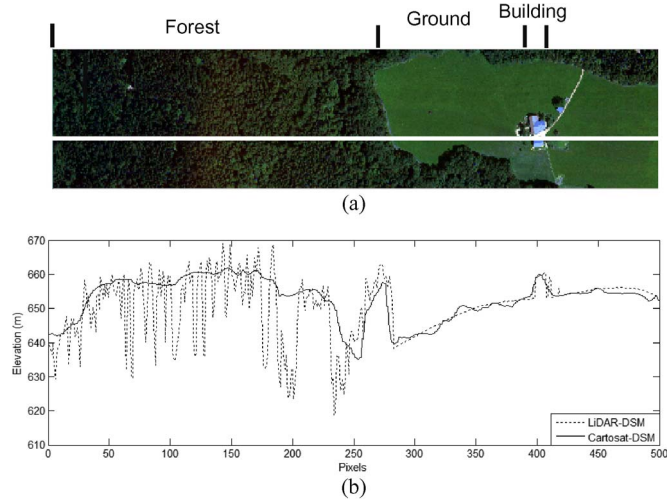 Forest Ground Building
(a)
670
660
650
640
630
620
610
Elevation (m)
0 50 100 150 200 250 300 350 400 450 500
Pixels
LiDAR-DSM
Cartosat-DSM
(b)